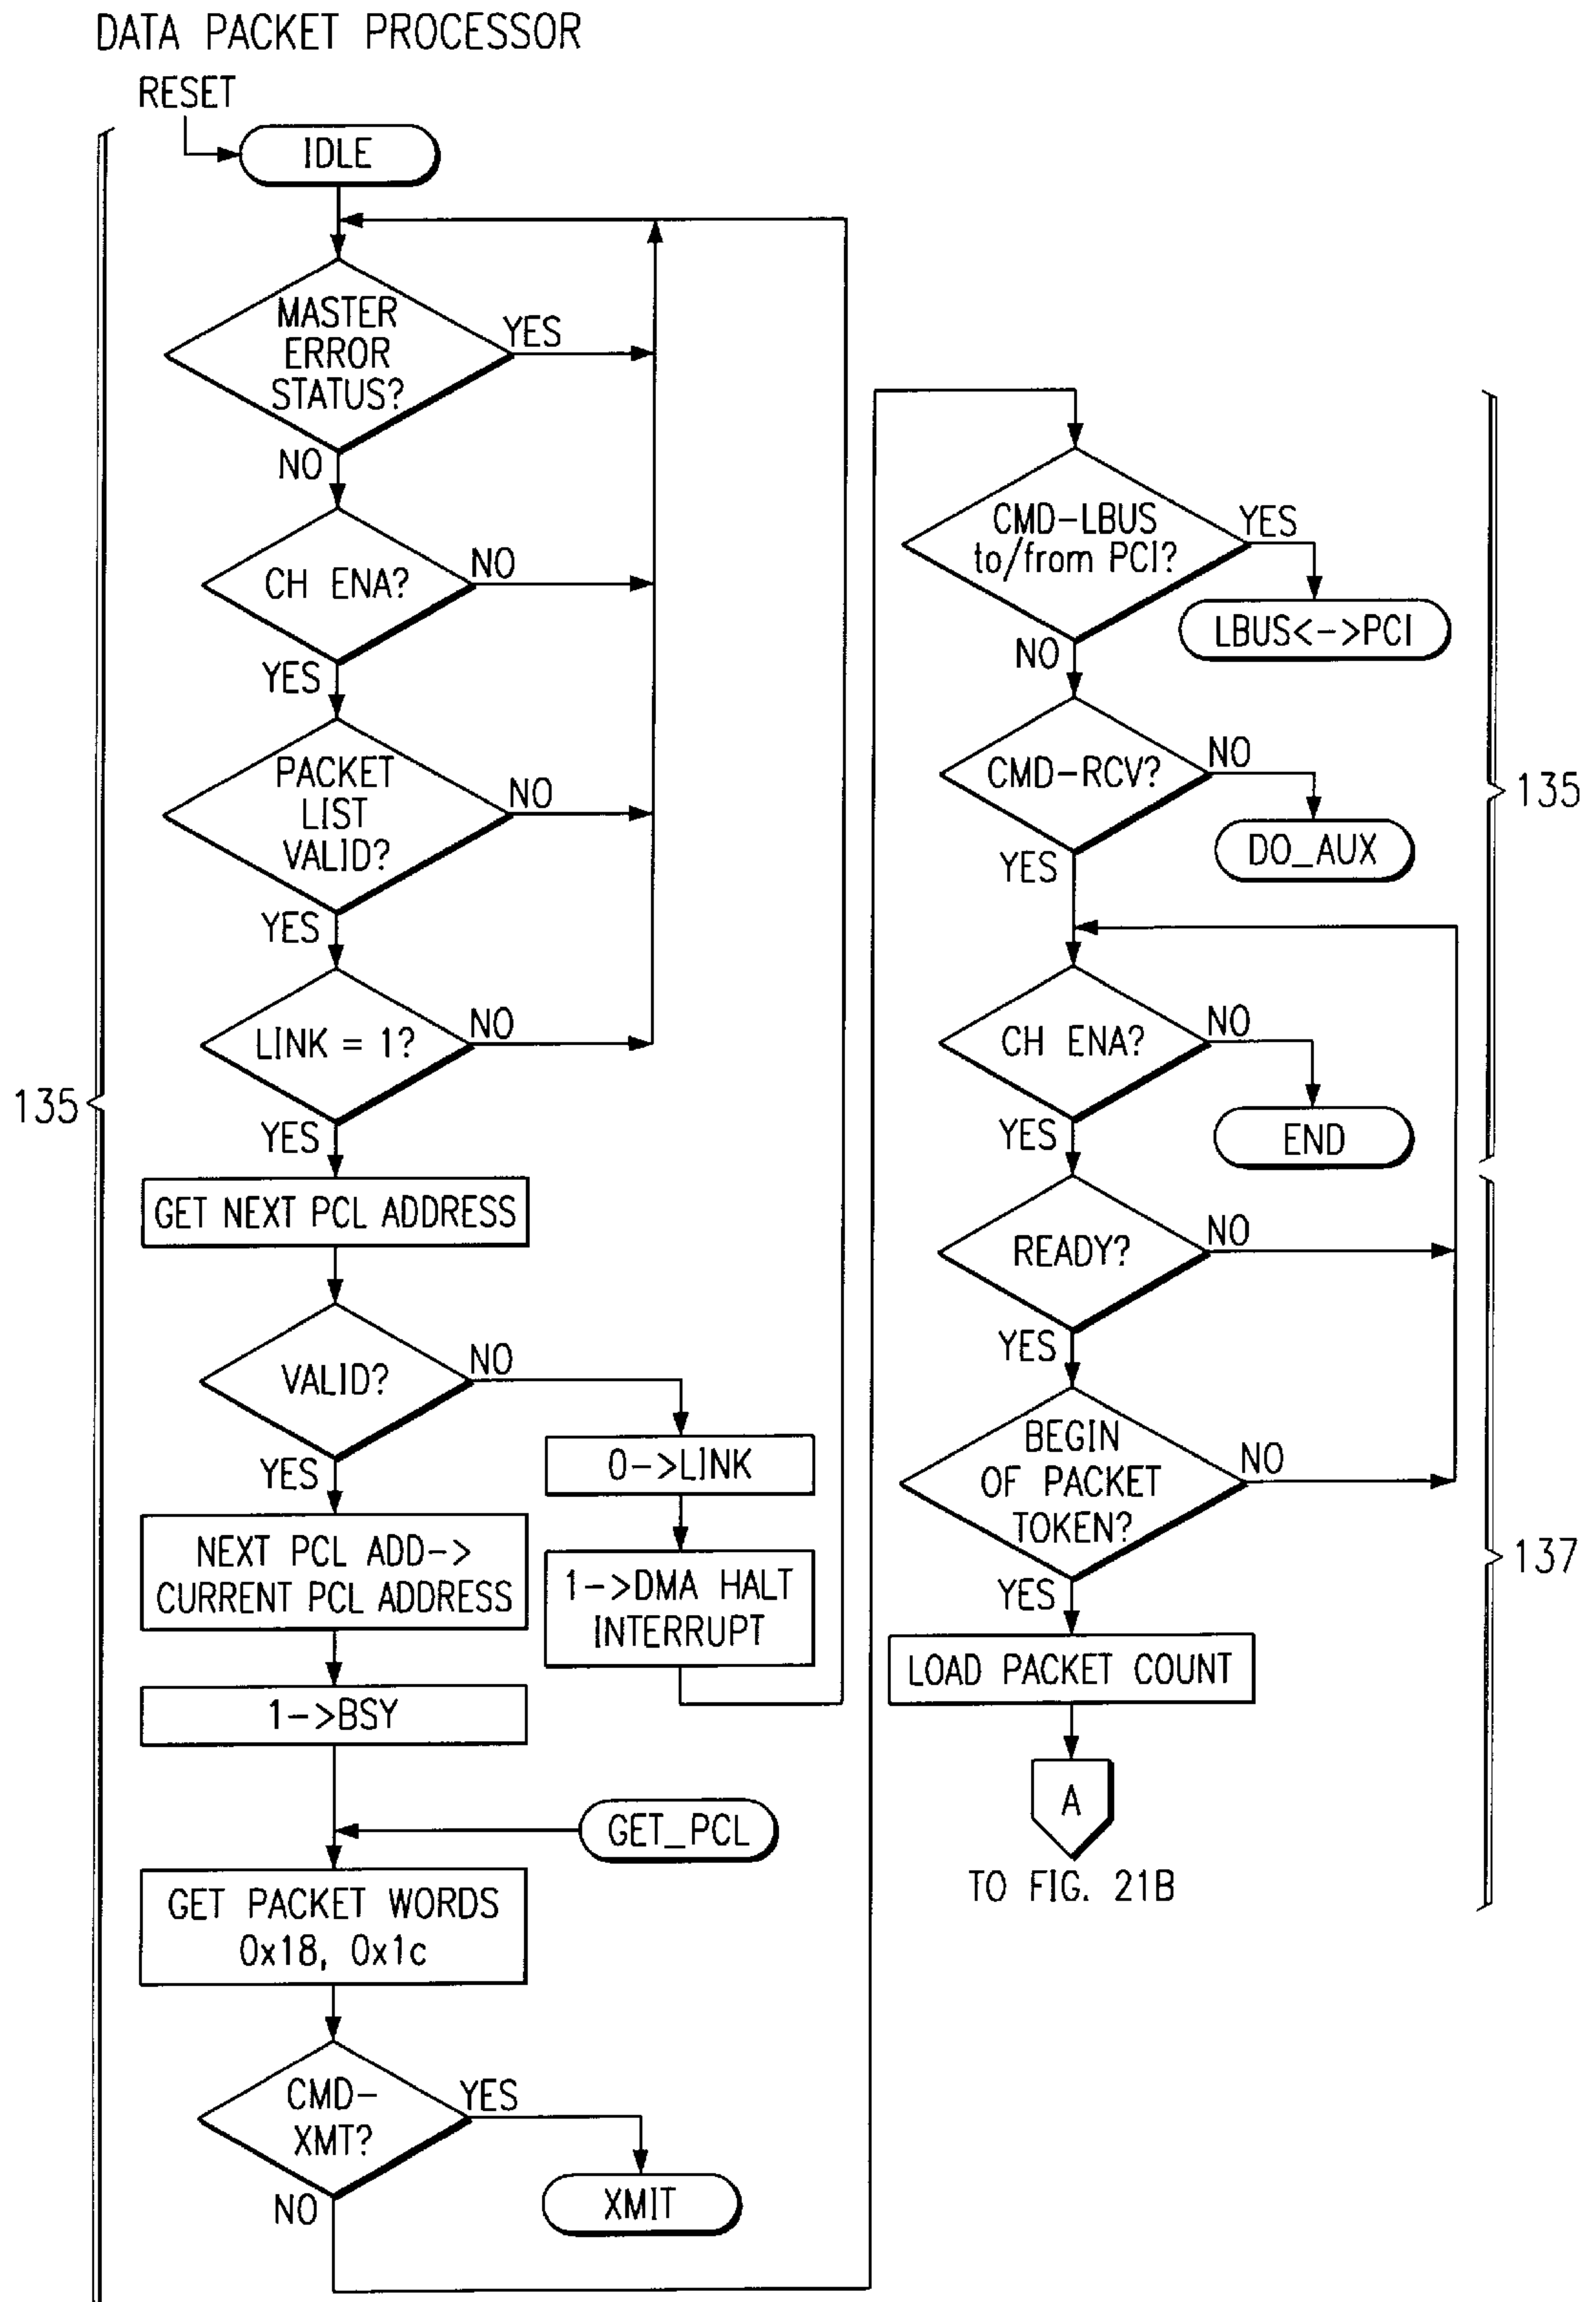 DATA PACKET PROCESSOR
RESET
IDLE
MASTER
ERROR
STATUS?
YES
NO
CH ENA?
NO
YES
PACKET
LIST
VALID?
NO
YES
LINK = 1?
NO
YES
135
GET NEXT PCL ADDRESS
VALID?
NO
YES
0->LINK
1->DMA HALT
INTERRUPT
NEXT PCL ADD->
CURRENT PCL ADDRESS
1->BSY
GET_PCL
GET PACKET WORDS
0x18, 0x1c
CMD-
XMT?
YES
XMIT
NO
CMD-LBUS
to/from PCI?
YES
LBUS<->PCI
NO
CMD-RCV?
NO
DO_AUX
YES
135
CH ENA?
NO
END
YES
READY?
NO
YES
BEGIN
OF PACKET
TOKEN?
NO
YES
137
LOAD PACKET COUNT
A
TO FIG. 21B